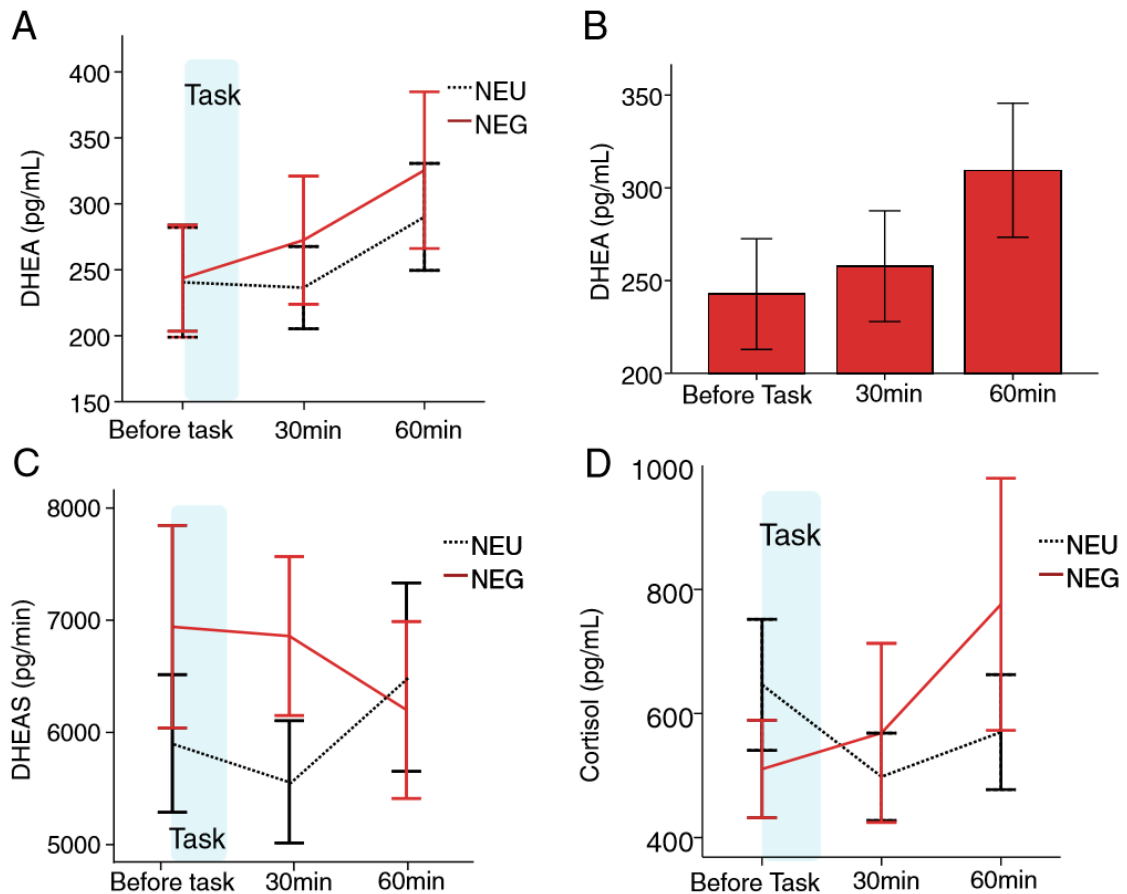 A
DHEA (pg/mL)
400
350
300
250
200
150
Task
NEU
NEG
Before task 30min 60min
B
DHEA (pg/mL)
350
300
250
200
Before Task 30min 60min
C
DHEAS (pg/min)
8000
7000
6000
5000
NEU
NEG
Task
Before task 30min 60min
D
Cortisol (pg/mL)
1000
800
600
400
Task
NEU
NEG
Before Task 30min 60min